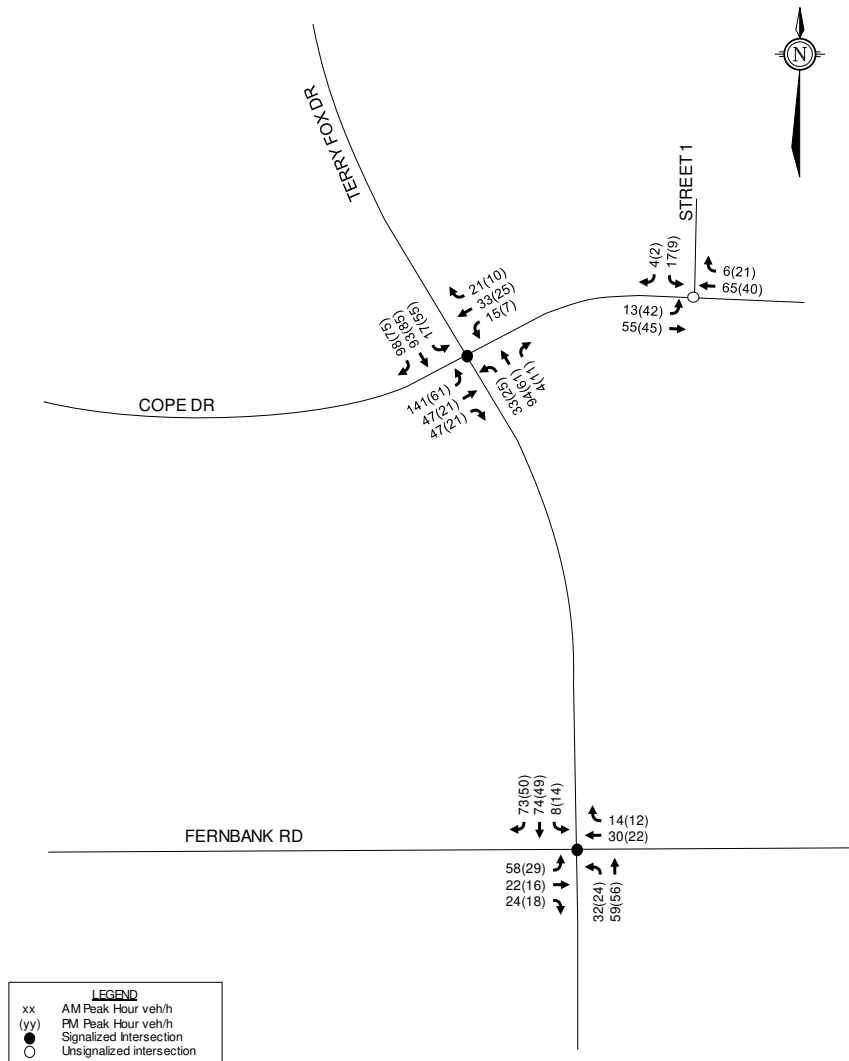 N
TERRY FOX DR
STREET 1
4(2)
17(9)
6(21)
65(40)
13(42)
55(45)
21(10)
33(25)
15(7)
98(75)
93(85)
17(55)
COPE DR
141(61)
47(21)
47(21)
33(25)
94(61)
4(11)
73(50)
74(49)
8(14)
14(12)
30(22)
FERNBANK RD
58(29)
22(16)
24(18)
32(24)
59(56)
LEGEND
xx AM Peak Hour veh/h
(yy) PM Peak Hour veh/h
Signalized Intersection
Unsignalized intersection